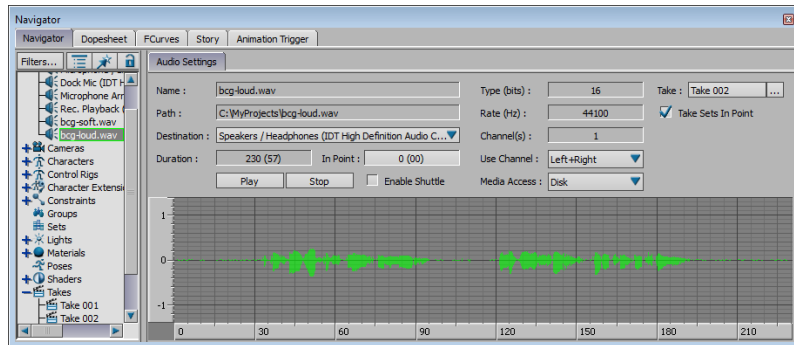 Navigator
Navigator Dopesheet FCurves Story Animation Trigger
Filters...
Audio Settings
Dock Mic (IDT H
Microphone Arr
Rec. Playback (
bcg-soft.wav
bcg-loud.wav
Cameras
Characters
Control Rigs
Character Extensi
Constraints
Groups
Sets
Lights
Materials
Poses
Shaders
Takes
Take 001
Take 002
Name : bcg-loud.wav Type (bits) : 16 Take : Take 002 ...
Path : C:\MyProjects\bcg-loud.wav Rate (Hz) : 44100 Take Sets In Point
Destination : Speakers / Headphones (IDT High Definition Audio C... Channel(s) : 1
Duration : 230 (57) In Point : 0 (00) Use Channel : Left+Right
Play Stop Enable Shuttle Media Access : Disk
1
0
-1
0 30 60 90 120 150 180 210